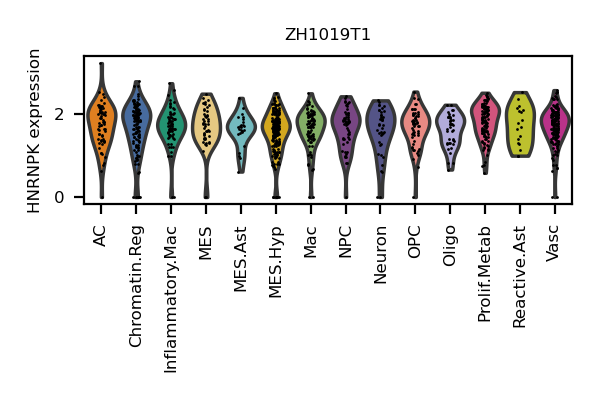 ZH1019T1
HNRNPK expression
2
0
AC
Chromatin.Reg
Inflammatory.Mac
MES
MES.Ast
MES.Hyp
Mac
NPC
Neuron
OPC
Oligo
Prolif.Metab
Reactive.Ast
Vasc